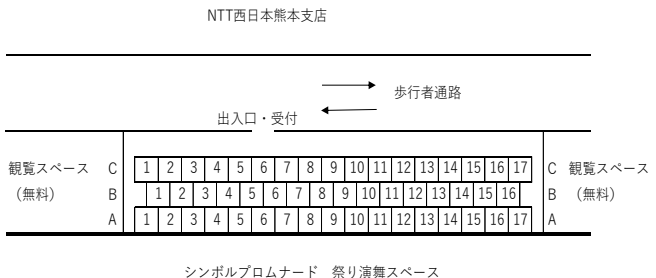 NTT西日本熊本支店
歩行者通路
出入口・受付
観覧スペース C 1 2 3 4 5 6 7 8 9 10 11 12 13 14 15 16 17 C 観覧スペース
（無料） B 1 2 3 4 5 6 7 8 9 10 11 12 13 14 15 16 B （無料）
A 1 2 3 4 5 6 7 8 9 10 11 12 13 14 15 16 17 A
シンボルプロムナード　祭り演舞スペース